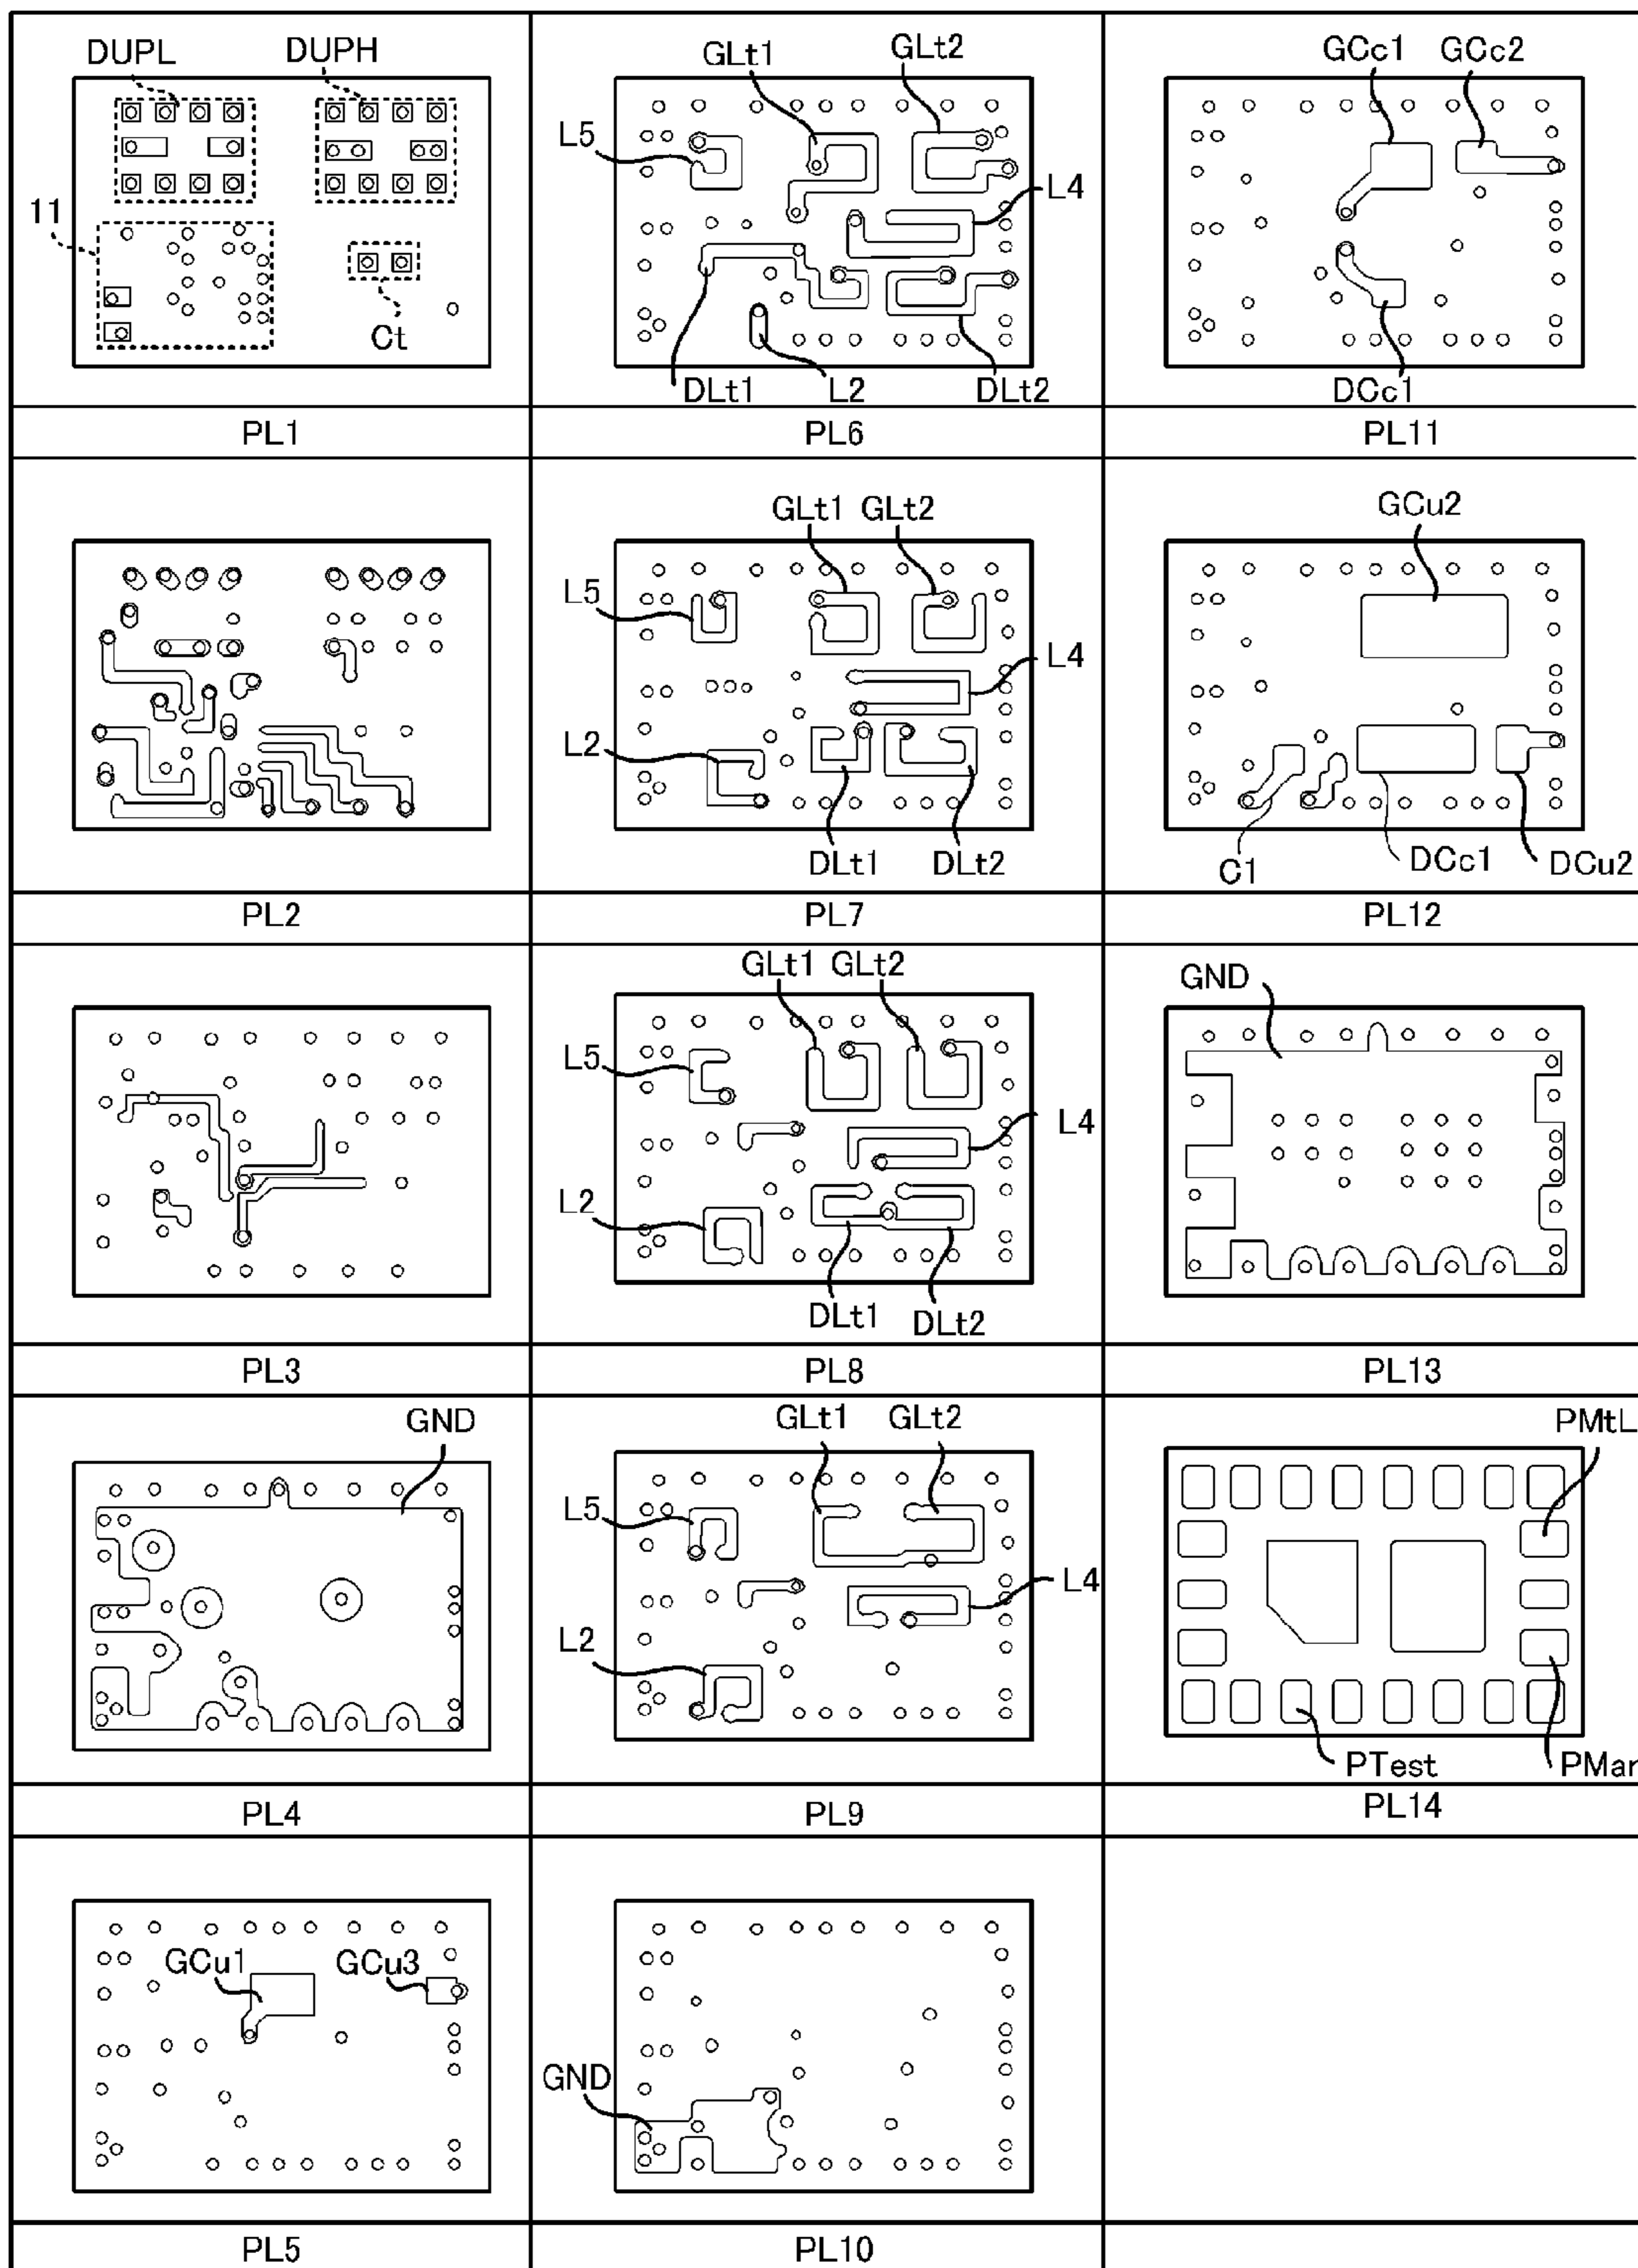 DUPL DUPH
11
Ct
PL1
GLt1 GLt2
L5
L4
DLt1 L2 DLt2
PL6
GCc1 GCc2
DCc1
PL11
PL2
GLt1 GLt2
L5
L4
L2
DLt1 DLt2
PL7
GCu2
C1 DCc1 DCu2
PL12
PL3
GLt1 GLt2
L5
L4
L2
DLt1 DLt2
PL8
GND
PL13
GND
PL4
GLt1 GLt2
L5
L4
L2
PL9
PMtL
PTest PMar
PL14
GCu1 GCu3
PL5
GND
PL10